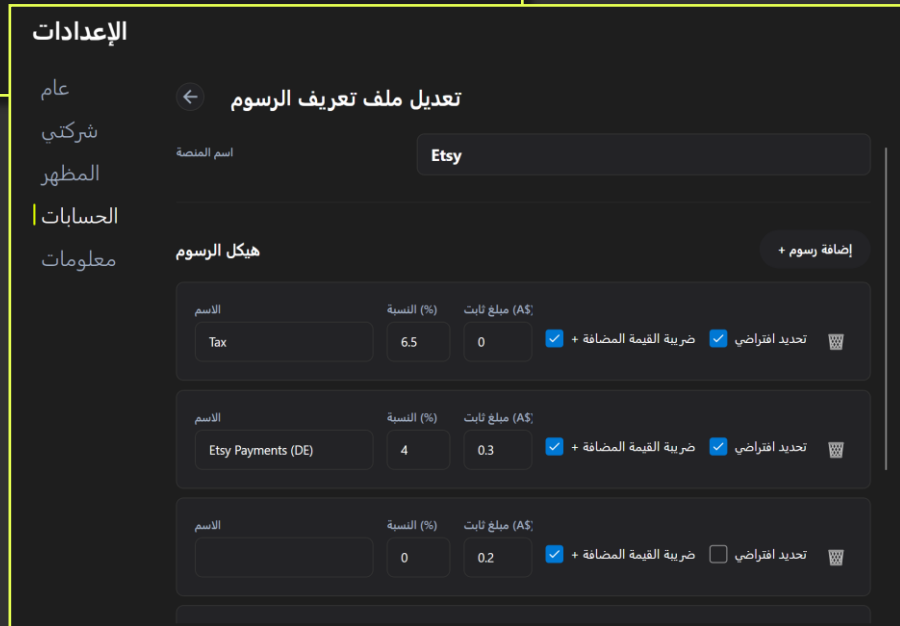 الإعدادات
عام
شركتي
المظهر
الحسابات
معلومات
تعديل ملف تعريف الرسوم
اسم المنصة
Etsy
هيكل الرسوم
إضافة رسوم +
الاسم
النسبة (%)
مبلغ ثابت (A$)
Tax
6.5
0
ضريبة القيمة المضافة +
تحديد افتراضي
الاسم
النسبة (%)
مبلغ ثابت (A$)
Etsy Payments (DE)
4
0.3
ضريبة القيمة المضافة +
تحديد افتراضي
الاسم
النسبة (%)
مبلغ ثابت (A$)
0
0.2
ضريبة القيمة المضافة +
تحديد افتراضي